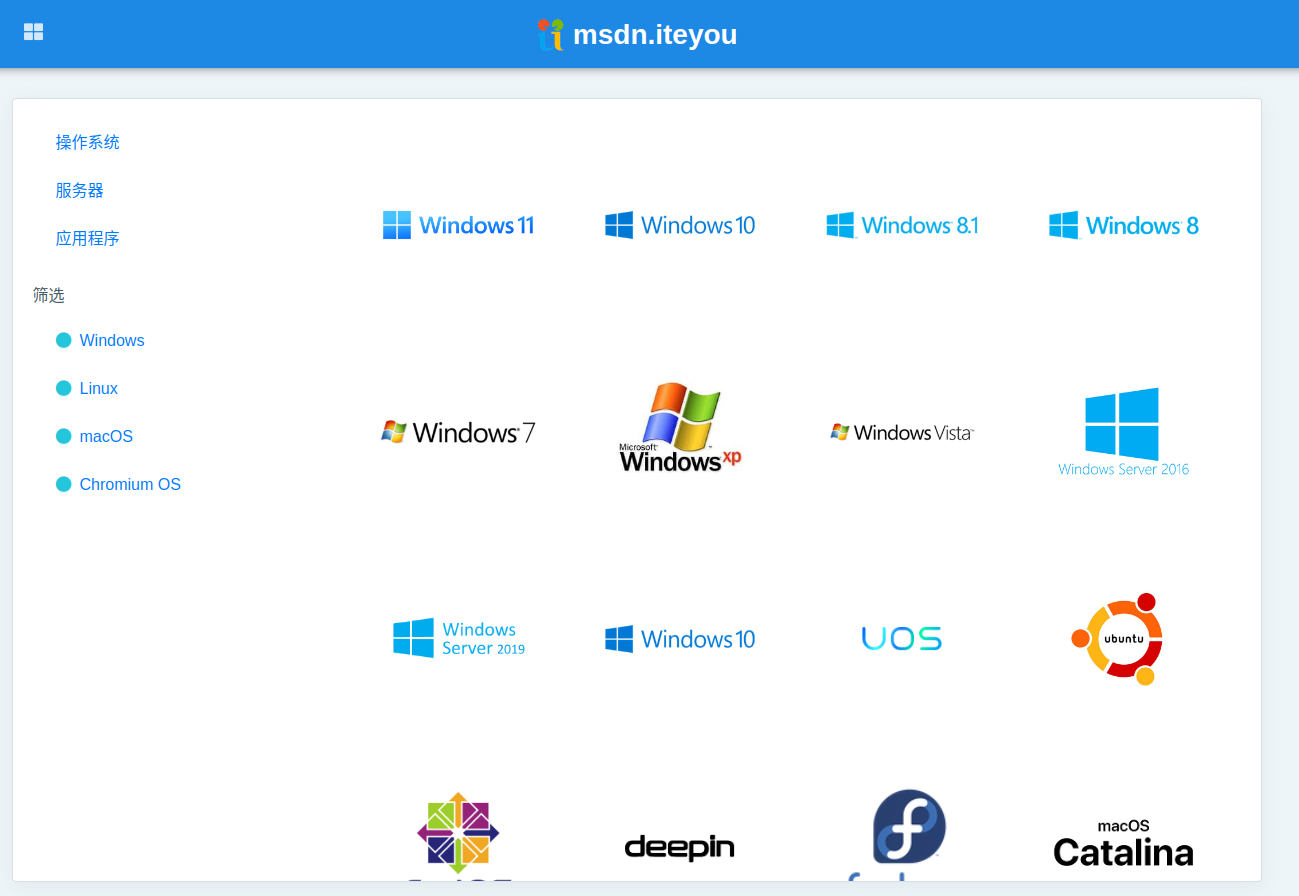 msdn.iteyou
操作系统
服务器
应用程序
筛选
Windows
Linux
macOS
Chromium OS
Windows 11
Windows 10
Windows 8.1
Windows 8
Windows 7
Microsoft
Windows xp
Windows Vista
Windows Server 2016
Windows
Server 2019
Windows 10
UOS
ubuntu
deepin
macOS
Catalina